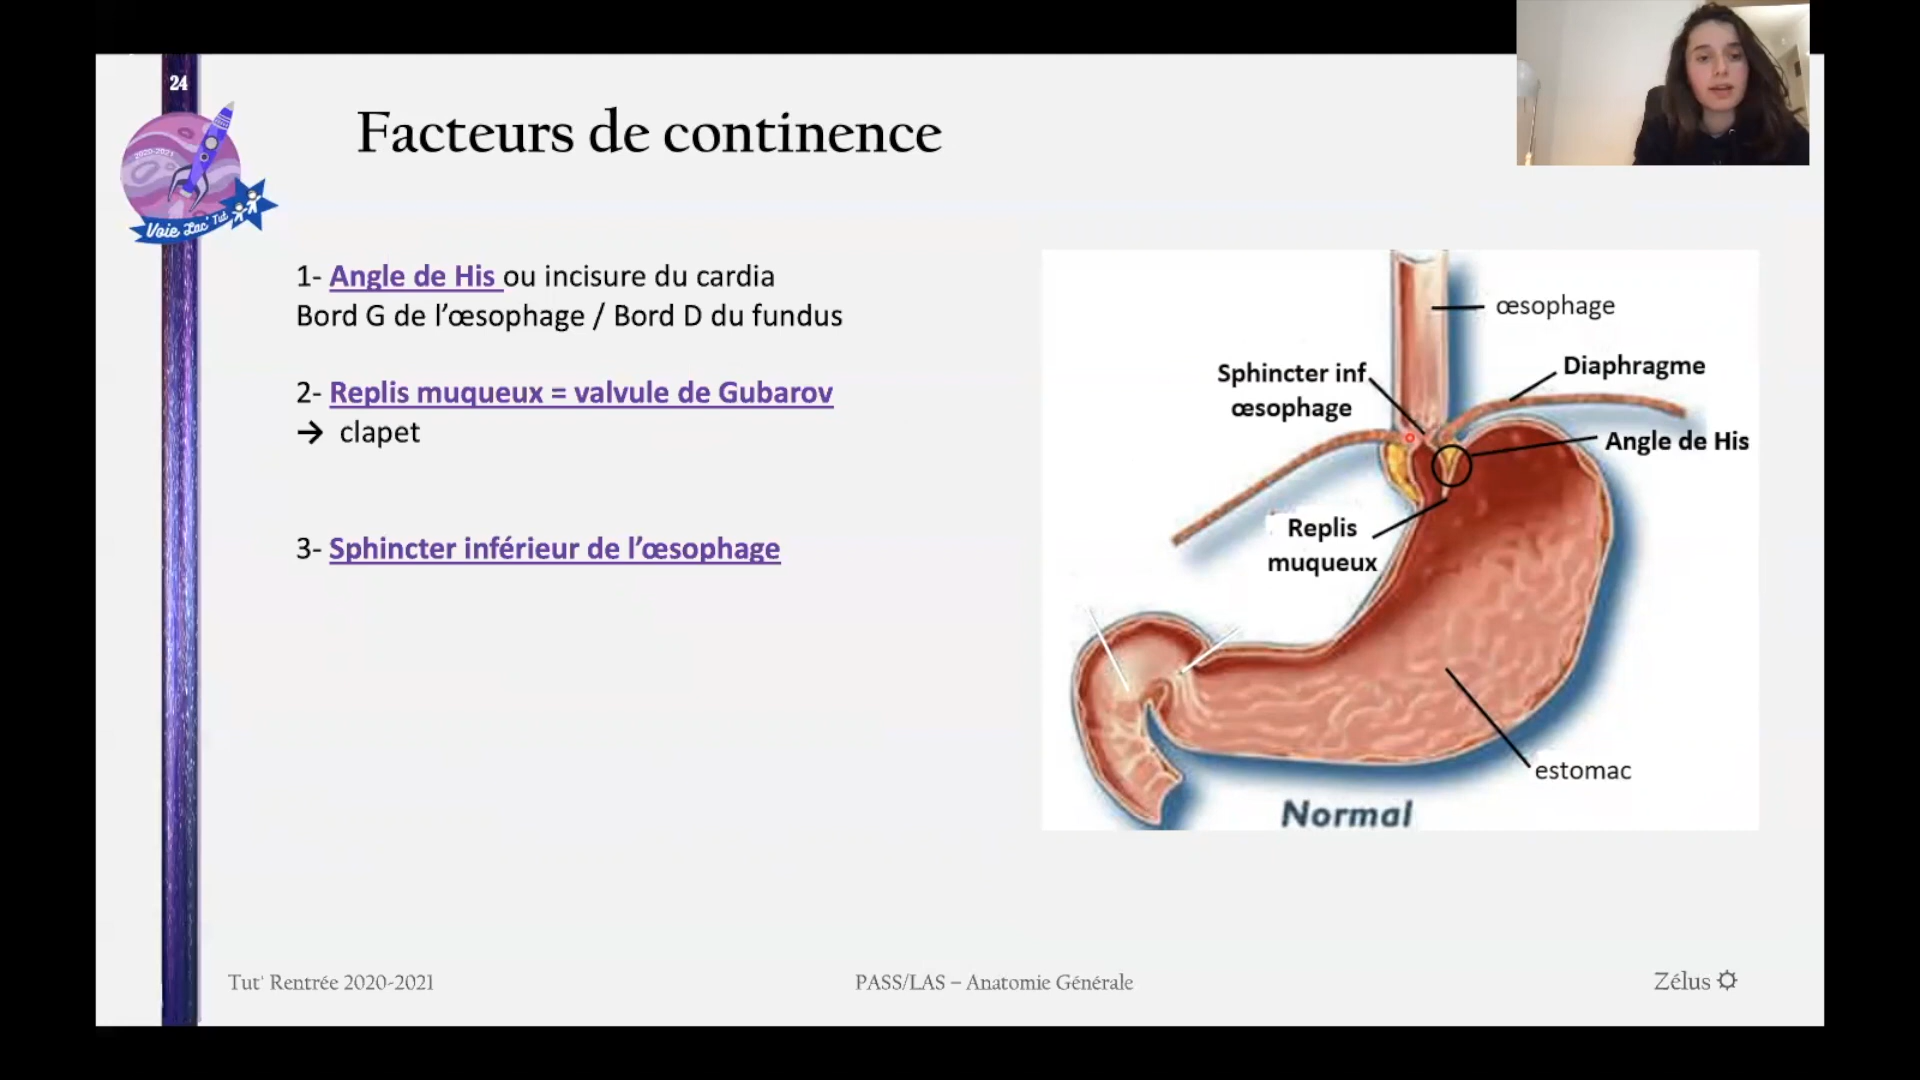 24
Facteurs de continence
2020-2021
Voie Lac' Tut
1- Angle de His ou incisure du cardia
Bord G de l’œsophage / Bord D du fundus
2- Replis muqueux = valvule de Gubarov
→ clapet
3- Sphincter inférieur de l’œsophage
œsophage
Sphincter inf
œsophage
Diaphragme
Angle de His
Replis
muqueux
estomac
Normal
Tut' Rentrée 2020-2021
PASS/LAS – Anatomie Générale
Zélus